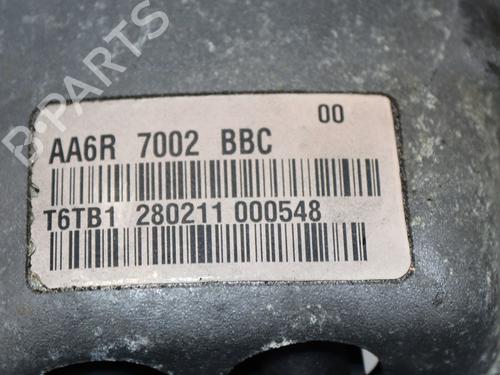 00
AA6R 7002 BBC
T6TB1 280211 000548
B-PARTS